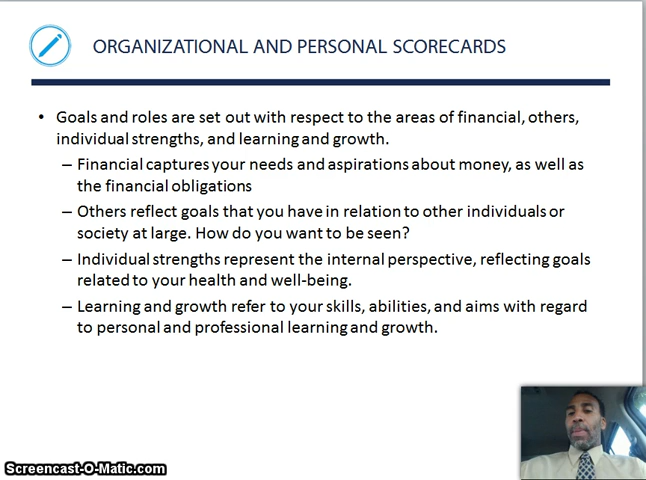 ORGANIZATIONAL AND PERSONAL SCORECARDS
• Goals and roles are set out with respect to the areas of financial, others,
individual strengths, and learning and growth.
– Financial captures your needs and aspirations about money, as well as
the financial obligations
– Others reflect goals that you have in relation to other individuals or
society at large. How do you want to be seen?
– Individual strengths represent the internal perspective, reflecting goals
related to your health and well-being.
– Learning and growth refer to your skills, abilities, and aims with regard
to personal and professional learning and growth.
Screencast-O-Matic.com